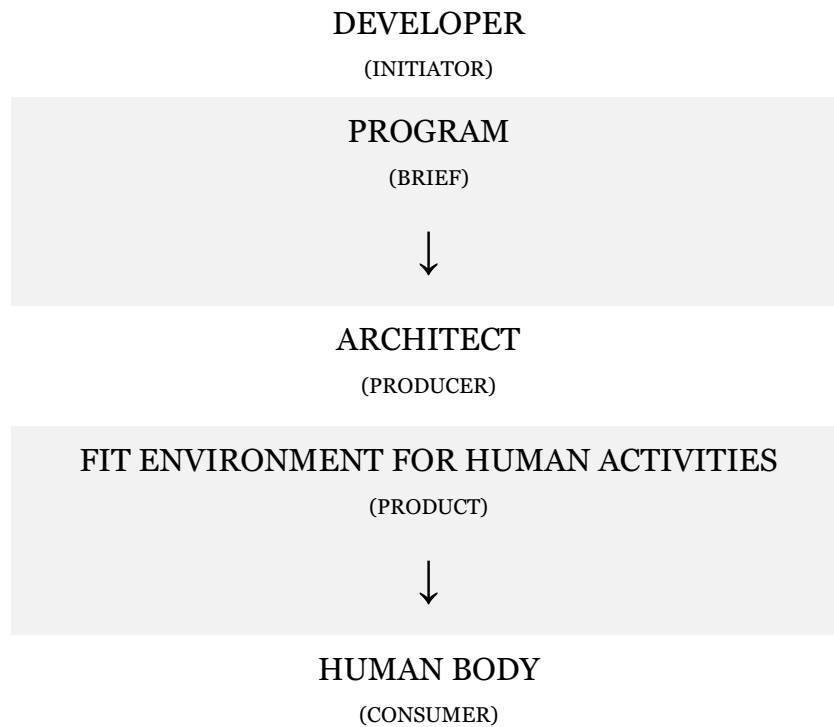 DEVELOPER
(INITIATOR)
PROGRAM
(BRIEF)
↓
ARCHITECT
(PRODUCER)
FIT ENVIRONMENT FOR HUMAN ACTIVITIES
(PRODUCT)
↓
HUMAN BODY
(CONSUMER)